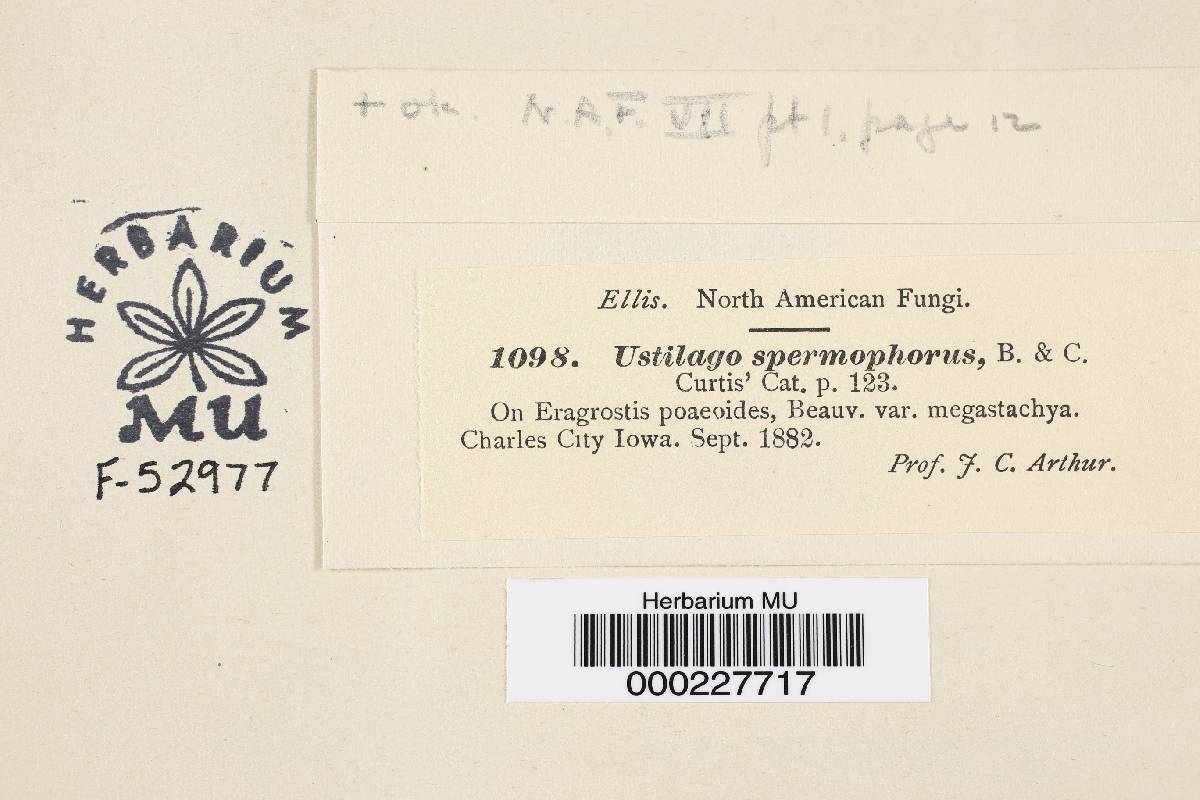 + ok. N.A.F. VII pt 1, page 12
HERBARIUM
MU
F-52977
Ellis. North American Fungi.
1098. Ustilago spermophorus, B. & C.
Curtis' Cat. p. 123.
On Eragrostis poaeoides, Beauv. var. megastachya.
Charles City Iowa. Sept. 1882.
Prof. J. C. Arthur.
Herbarium MU
000227717